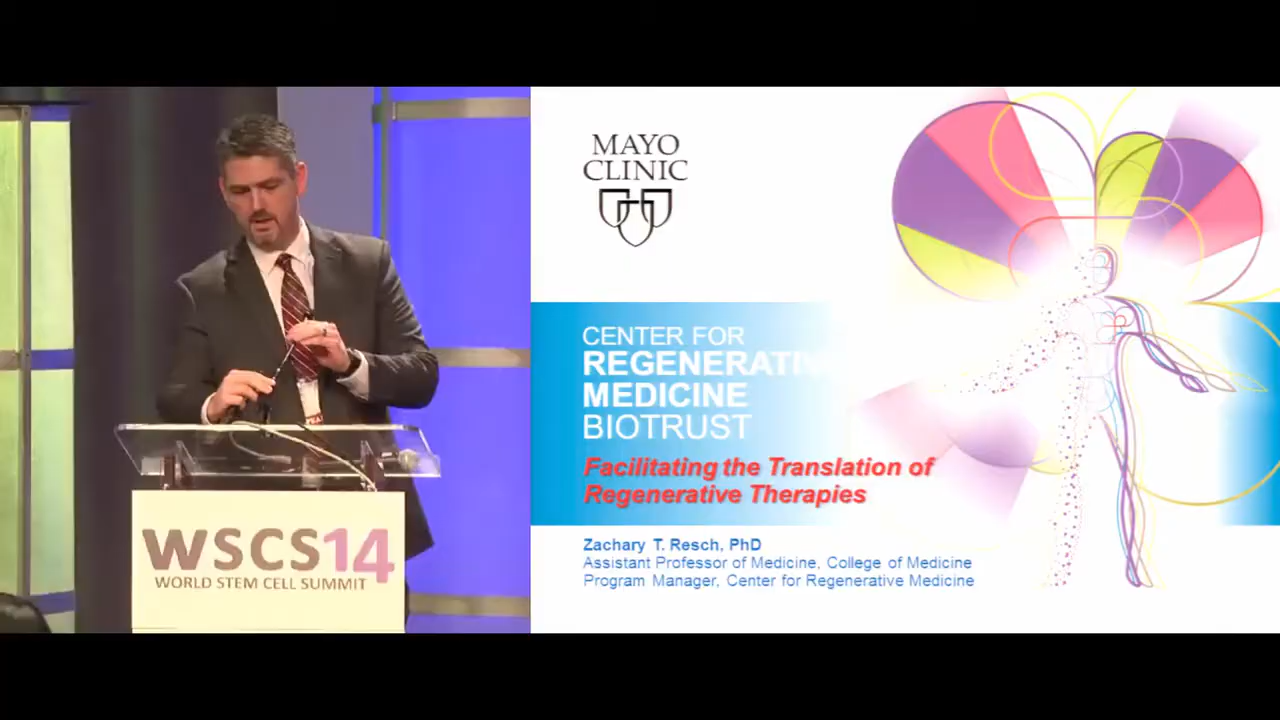 WSCS14
WORLD STEM CELL SUMMIT
MAYO
CLINIC
CENTER FOR
REGENERATIVE
MEDICINE
BIOTRUST
Facilitating the Translation of
Regenerative Therapies
Zachary T. Resch, PhD
Assistant Professor of Medicine, College of Medicine
Program Manager, Center for Regenerative Medicine